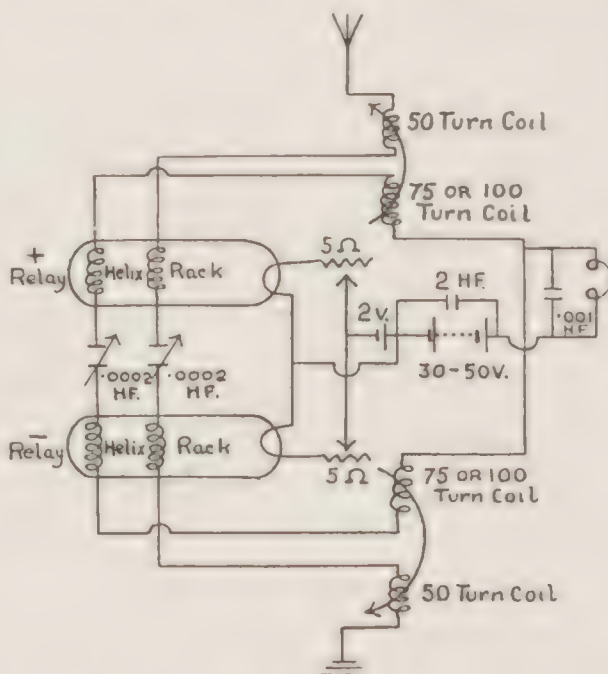 50 Turn Coil
75 OR 100
Turn Coil
+
Relay
Helix
Rack
5Ω
2V.
2 HF.
.001
HF.
30-50V.
.0002
HF.
.0002
HF.
−
Relay
Helix
Rack
5Ω
75 OR 100
Turn Coil
50 Turn Coil